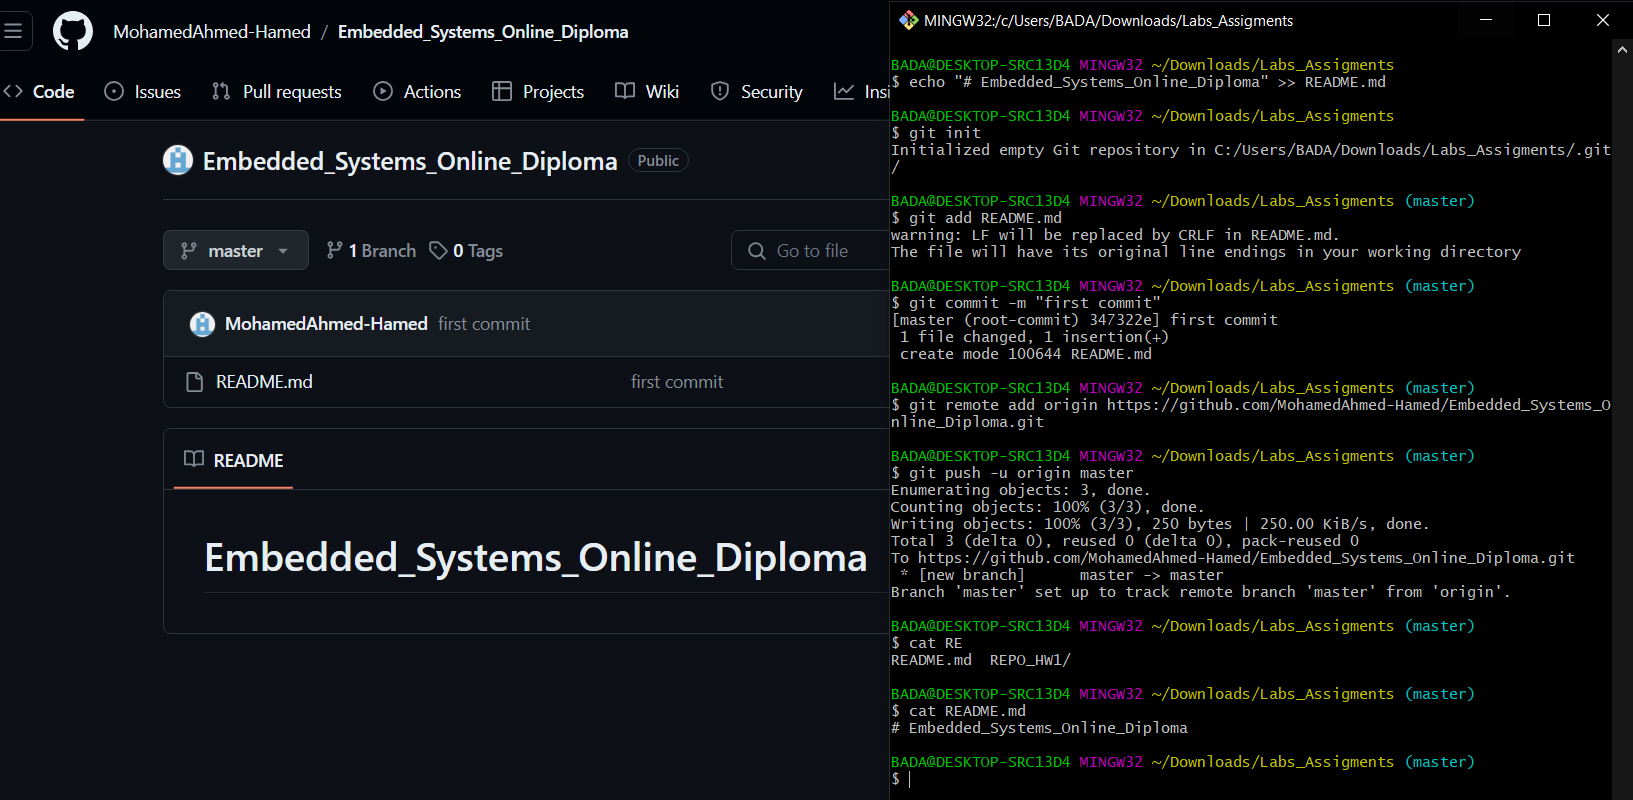 MohamedAhmed-Hamed / Embedded_Systems_Online_Diploma
Code Issues Pull requests Actions Projects Wiki Security Insi
Embedded_Systems_Online_Diploma Public
master 1 Branch 0 Tags Go to file
MohamedAhmed-Hamed first commit
README.md first commit
README
Embedded_Systems_Online_Diploma
MINGW32:/c/Users/BADA/Downloads/Labs_Assigments
BADA@DESKTOP-SRC13D4 MINGW32 ~/Downloads/Labs_Assigments
$ echo "# Embedded_Systems_Online_Diploma" >> README.md
BADA@DESKTOP-SRC13D4 MINGW32 ~/Downloads/Labs_Assigments
$ git init
Initialized empty Git repository in C:/Users/BADA/Downloads/Labs_Assigments/.git
/
BADA@DESKTOP-SRC13D4 MINGW32 ~/Downloads/Labs_Assigments (master)
$ git add README.md
warning: LF will be replaced by CRLF in README.md.
The file will have its original line endings in your working directory
BADA@DESKTOP-SRC13D4 MINGW32 ~/Downloads/Labs_Assigments (master)
$ git commit -m "first commit"
[master (root-commit) 347322e] first commit
1 file changed, 1 insertion(+)
create mode 100644 README.md
BADA@DESKTOP-SRC13D4 MINGW32 ~/Downloads/Labs_Assigments (master)
$ git remote add origin https://github.com/MohamedAhmed-Hamed/Embedded_Systems_O
nline_Diploma.git
BADA@DESKTOP-SRC13D4 MINGW32 ~/Downloads/Labs_Assigments (master)
$ git push -u origin master
Enumerating objects: 3, done.
Counting objects: 100% (3/3), done.
Writing objects: 100% (3/3), 250 bytes | 250.00 KiB/s, done.
Total 3 (delta 0), reused 0 (delta 0), pack-reused 0
To https://github.com/MohamedAhmed-Hamed/Embedded_Systems_Online_Diploma.git
* [new branch] master -> master
Branch 'master' set up to track remote branch 'master' from 'origin'.
BADA@DESKTOP-SRC13D4 MINGW32 ~/Downloads/Labs_Assigments (master)
$ cat RE
README.md REPO_HW1/
BADA@DESKTOP-SRC13D4 MINGW32 ~/Downloads/Labs_Assigments (master)
$ cat README.md
# Embedded_Systems_Online_Diploma
BADA@DESKTOP-SRC13D4 MINGW32 ~/Downloads/Labs_Assigments (master)
$